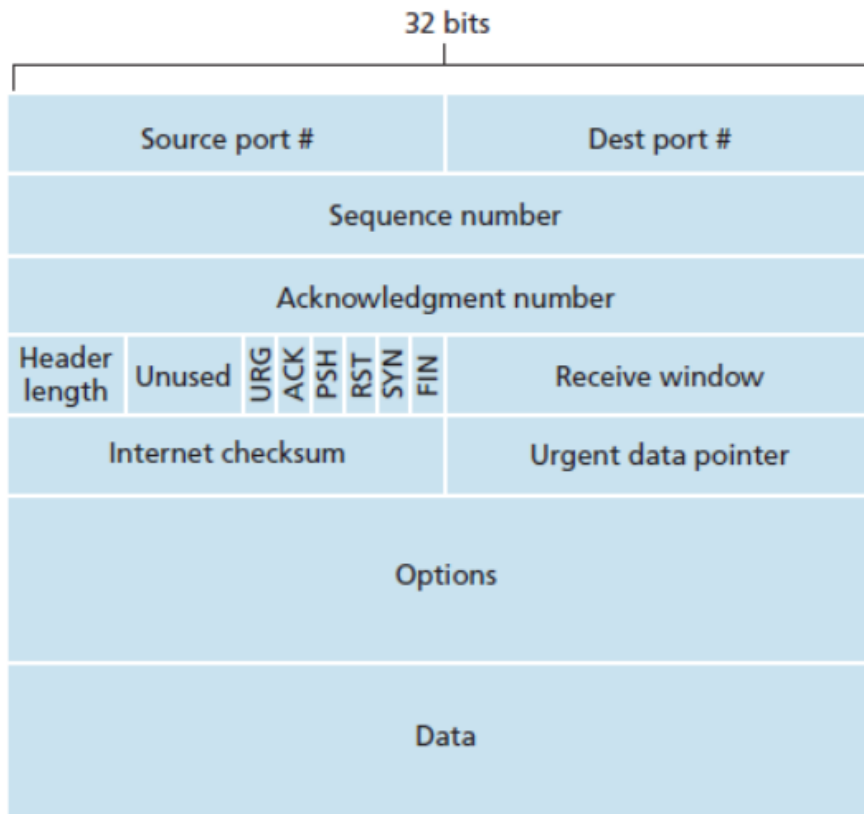 32 bits
Source port #
Dest port #
Sequence number
Acknowledgment number
Header
length
Unused
URG
ACK
PSH
RST
SYN
FIN
Receive window
Internet checksum
Urgent data pointer
Options
Data